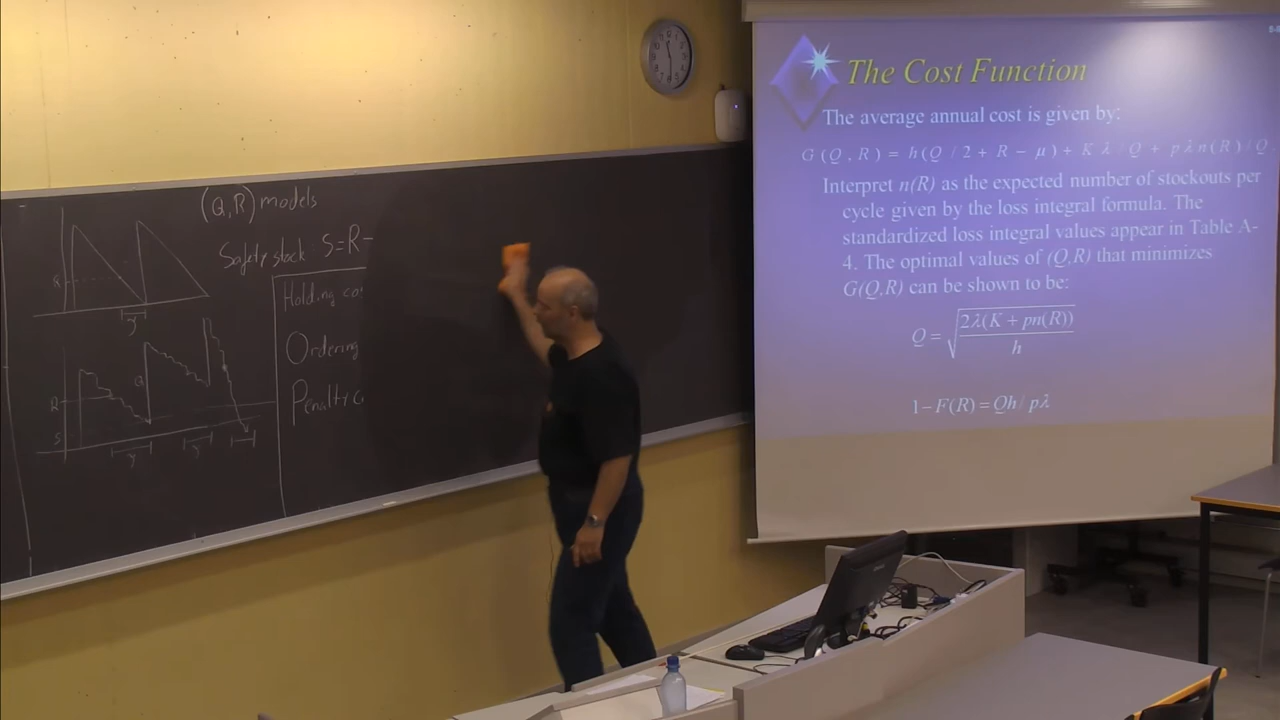 (Q,R) models
Safety stock : S=R-
Holding co
Ordering
Penalty c
R
S
Q
y
The Cost Function
The average annual cost is given by:
G (Q , R ) = h(Q / 2 + R − μ) + K λ / Q + p λ n(R) / Q .
Interpret n(R) as the expected number of stockouts per
cycle given by the loss integral formula. The
standardized loss integral values appear in Table A-
4. The optimal values of (Q,R) that minimizes
G(Q,R) can be shown to be:
Q = √ 2λ(K + pn(R)) / h
1 − F(R) = Qh / pλ